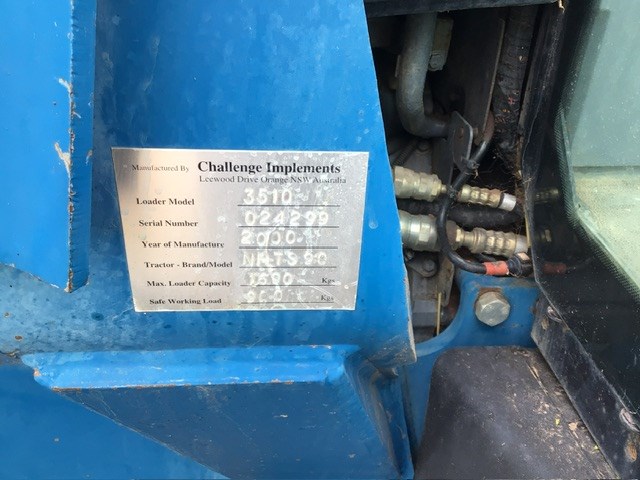 Manufactured By Challenge Implements
Leewood Drive Orange NSW Australia
Loader Model 3510
Serial Number 024299
Year of Manufacture 2000
Tractor - Brand/Model NH-TS90
Max. Loader Capacity Kgs
Safe Working Load Kgs